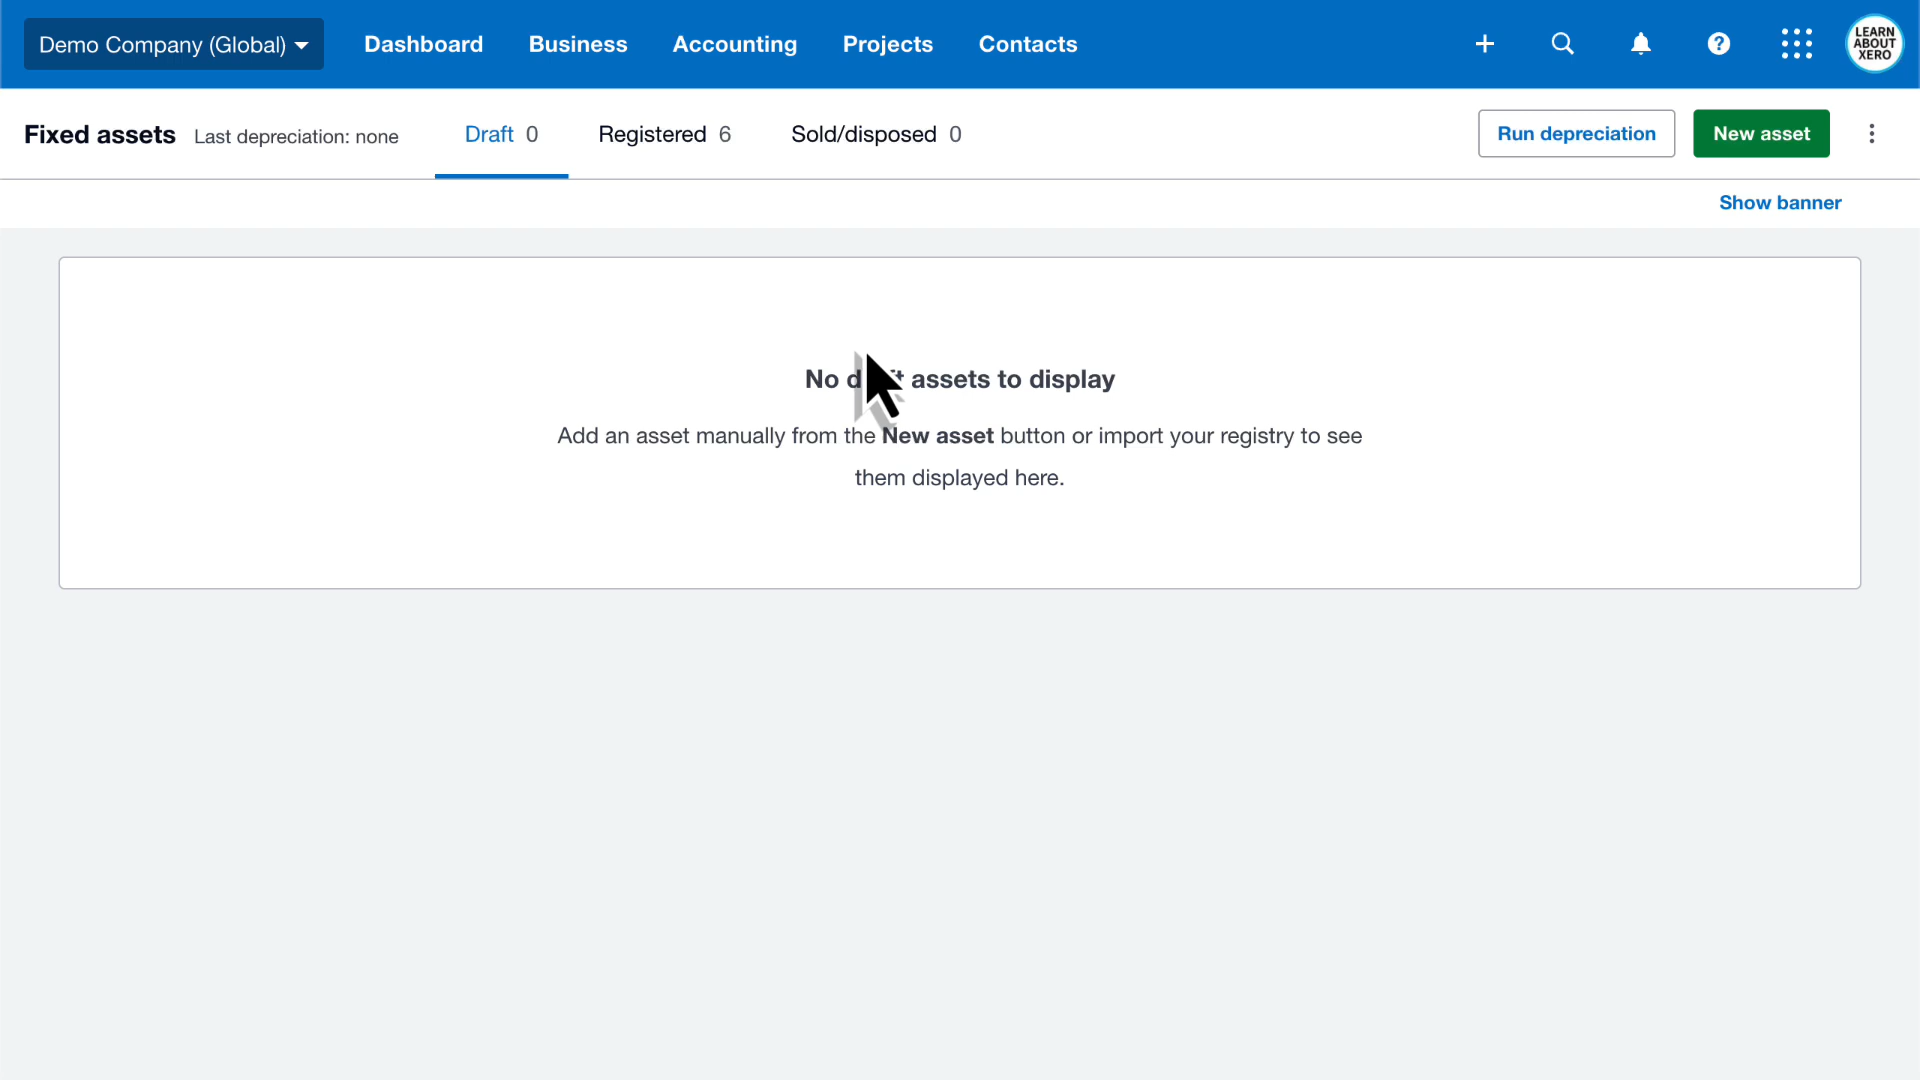 Demo Company (Global) Dashboard Business Accounting Projects Contacts
LEARN
ABOUT
XERO
Fixed assets Last depreciation: none Draft 0 Registered 6 Sold/disposed 0 Run depreciation New asset
Show banner
No assets to display
Add an asset manually from the New asset button or import your registry to see
them displayed here.